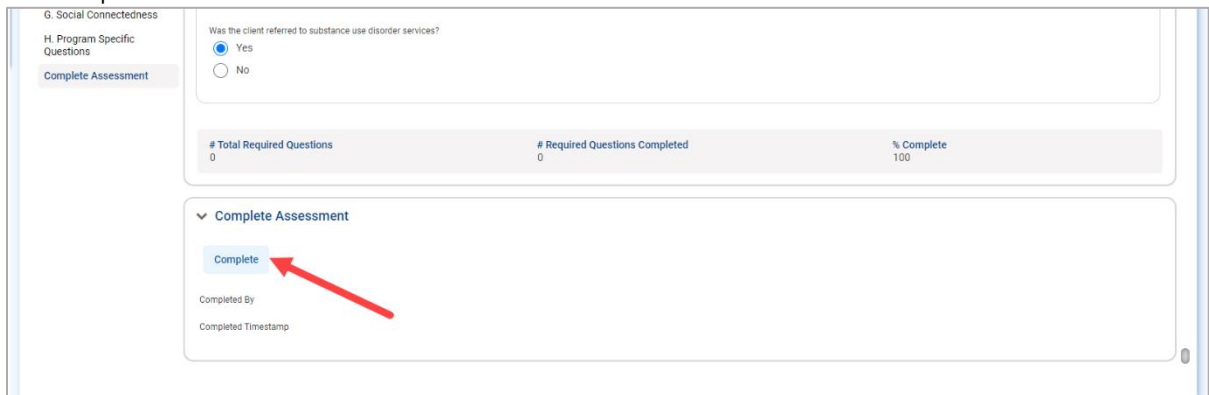 G. Social Connectedness
H. Program Specific
Questions
Complete Assessment
Was the client referred to substance use disorder services?
Yes
No
# Total Required Questions
0
# Required Questions Completed
0
% Complete
100
Complete Assessment
Complete
Completed By
Completed Timestamp